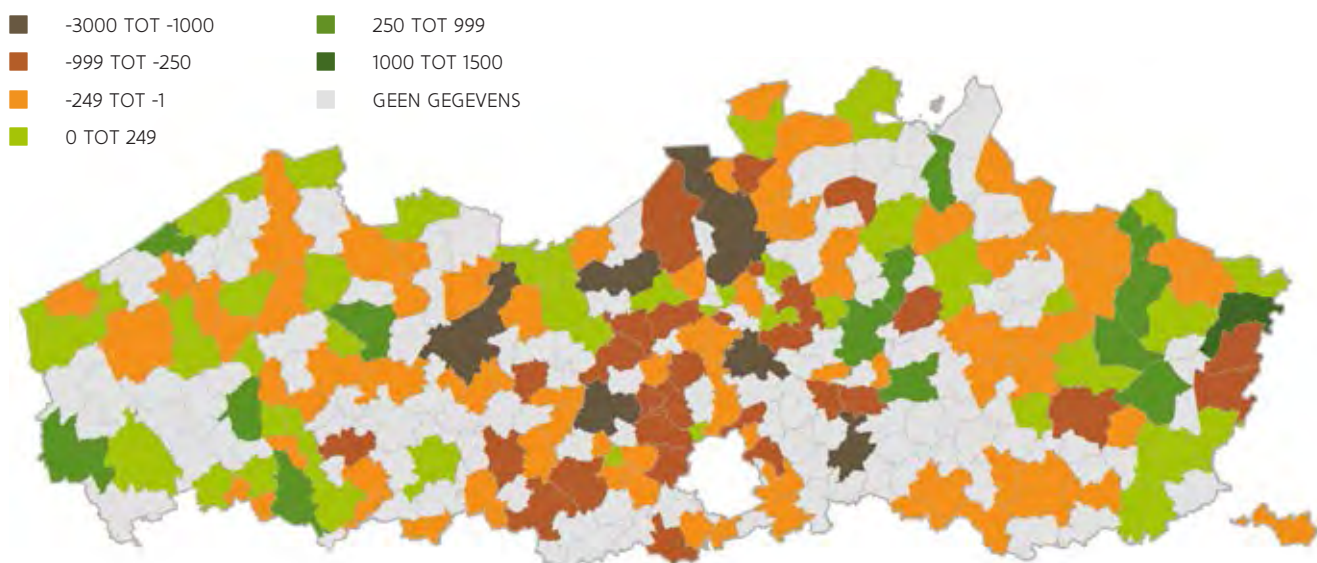 -3000 TOT -1000
-999 TOT -250
-249 TOT -1
0 TOT 249
250 TOT 999
1000 TOT 1500
GEEN GEGEVENS